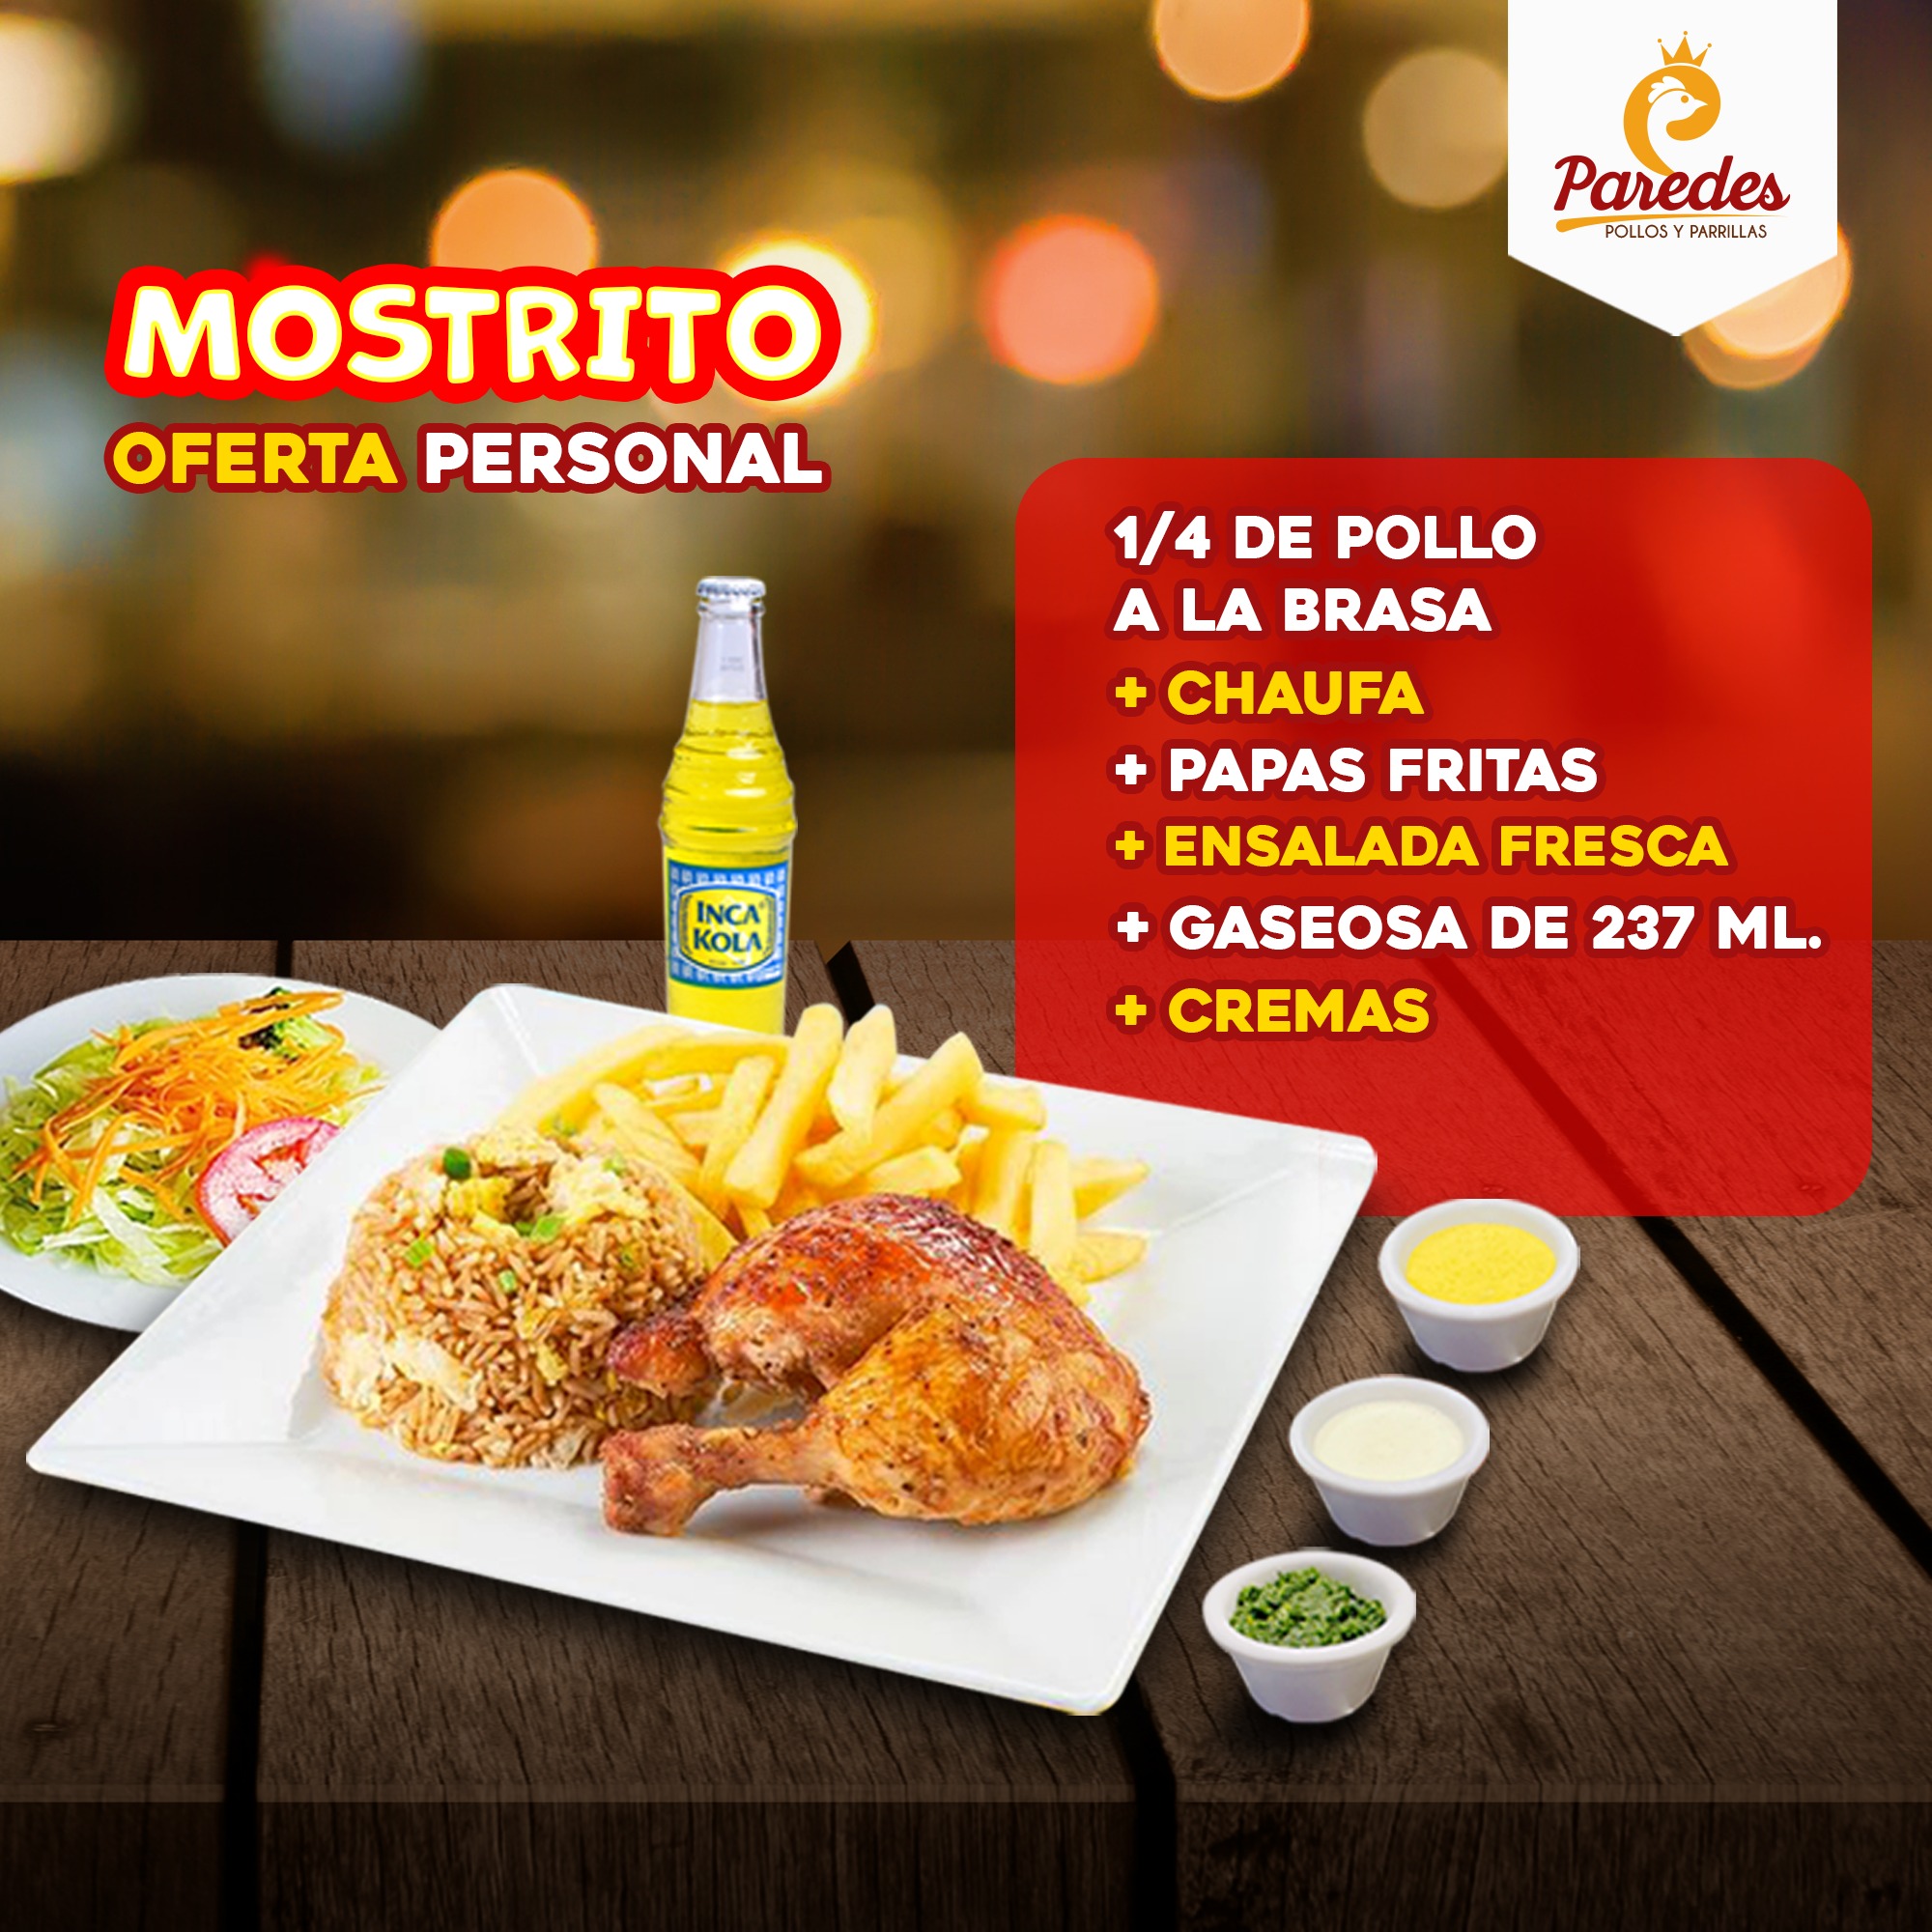 Paredes
POLLOS Y PARRILLAS
MOSTRITO
OFERTA PERSONAL
1/4 DE POLLO
A LA BRASA
+ CHAUFA
+ PAPAS FRITAS
+ ENSALADA FRESCA
+ GASEOSA DE 237 ML.
+ CREMAS
INCA
KOLA